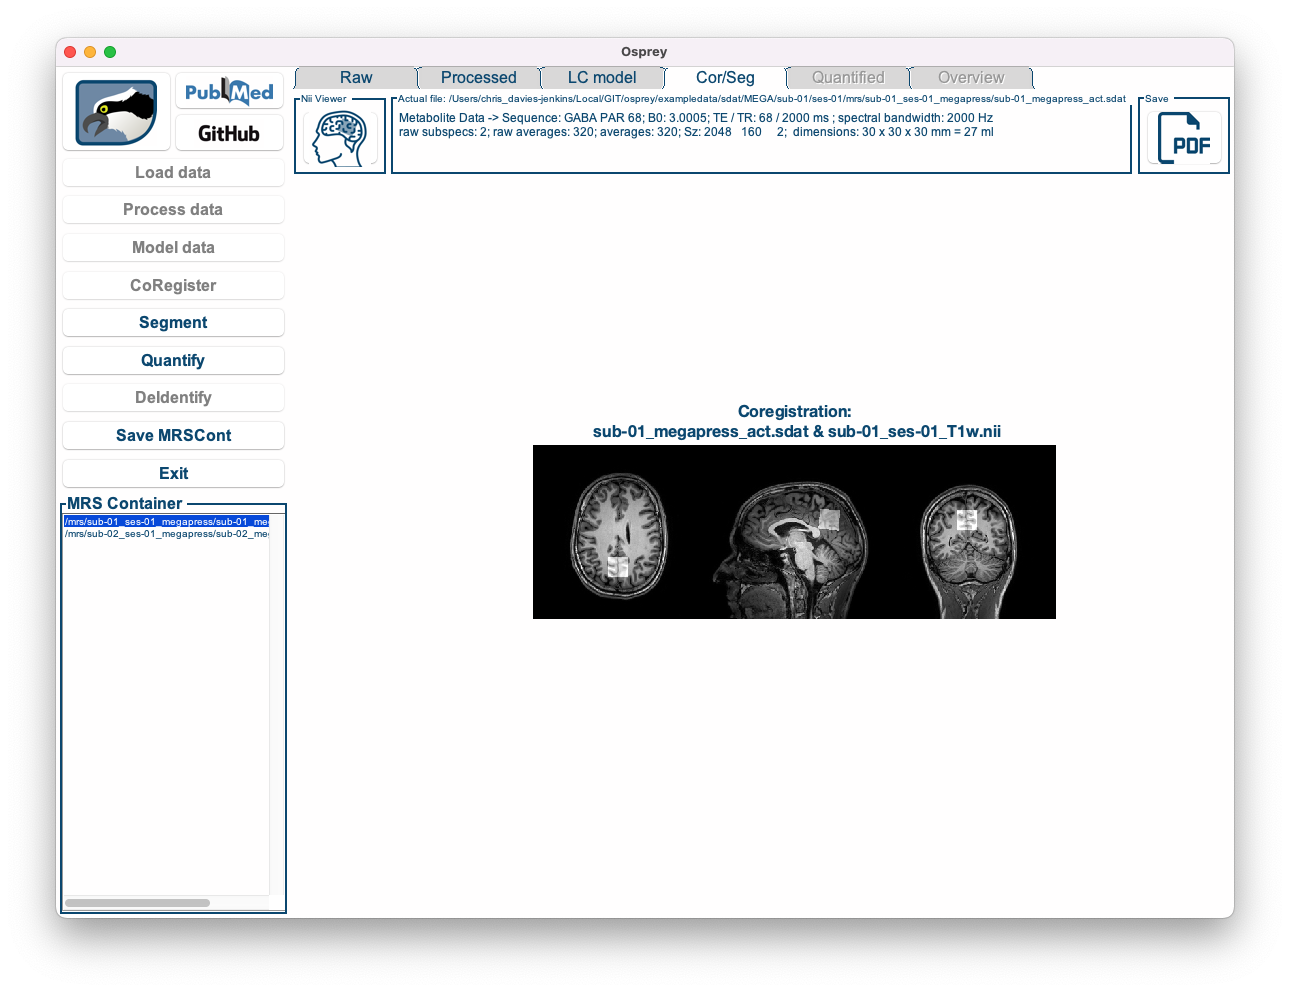 Osprey
PubMed
GitHub
Load data
Process data
Model data
CoRegister
Segment
Quantify
DeIdentify
Save MRSCont
Exit
MRS Container
/mrs/sub-01_ses-01_megapress/sub-01_me
/mrs/sub-02_ses-01_megapress/sub-02_me
Raw
Processed
LC model
Cor/Seg
Quantified
Overview
Nii Viewer
Actual file: /Users/chris_davies-jenkins/Local/GIT/osprey/exampledata/sdat/MEGA/sub-01/ses-01/mrs/sub-01_ses-01_megapress/sub-01_megapress_act.sdat
Metabolite Data -> Sequence: GABA PAR 68; B0: 3.0005; TE / TR: 68 / 2000 ms ; spectral bandwidth: 2000 Hz
raw subspecs: 2; raw averages: 320; averages: 320; Sz: 2048 160 2; dimensions: 30 x 30 x 30 mm = 27 ml
Save
PDF
Coregistration:
sub-01_megapress_act.sdat & sub-01_ses-01_T1w.nii